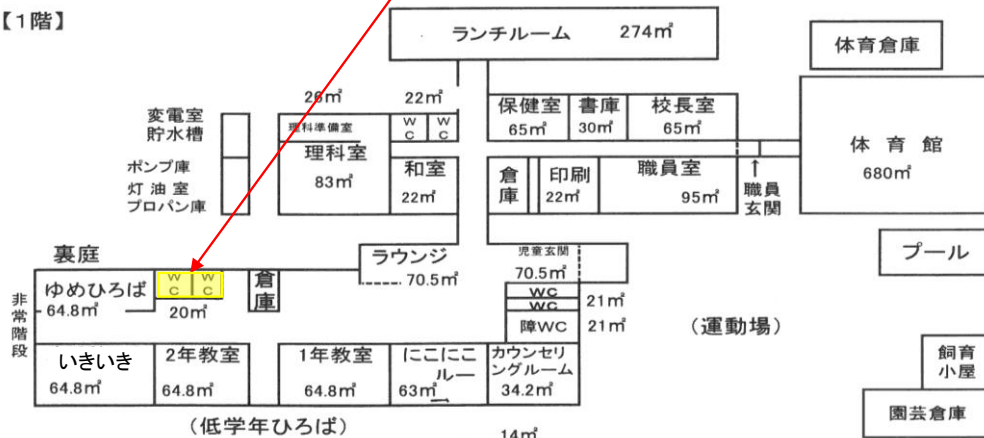 【1階】
ランチルーム 274㎡
体育倉庫
26㎡ 22㎡
変電室
貯水槽
理科準備室
WC WC
保健室 書庫 校長室
65㎡ 30㎡ 65㎡
理科室
83㎡
体育館
680㎡
ポンプ庫
灯油室
プロパン庫
和室
22㎡
倉庫
印刷
22㎡
職員室
95㎡
↑
職員
玄関
プール
裏庭
ラウンジ
70.5㎡
児童玄関
70.5㎡
ゆめひろば
64.8㎡
WC WC
20㎡
倉庫
WC
WC
21㎡
障WC 21㎡
(運動場)
非常階段
いきいき
64.8㎡
2年教室
64.8㎡
1年教室
64.8㎡
にこにこ
ルー
63㎡
カウンセリ
ングルーム
34.2㎡
飼育
小屋
園芸倉庫
(低学年ひろば)
14㎡